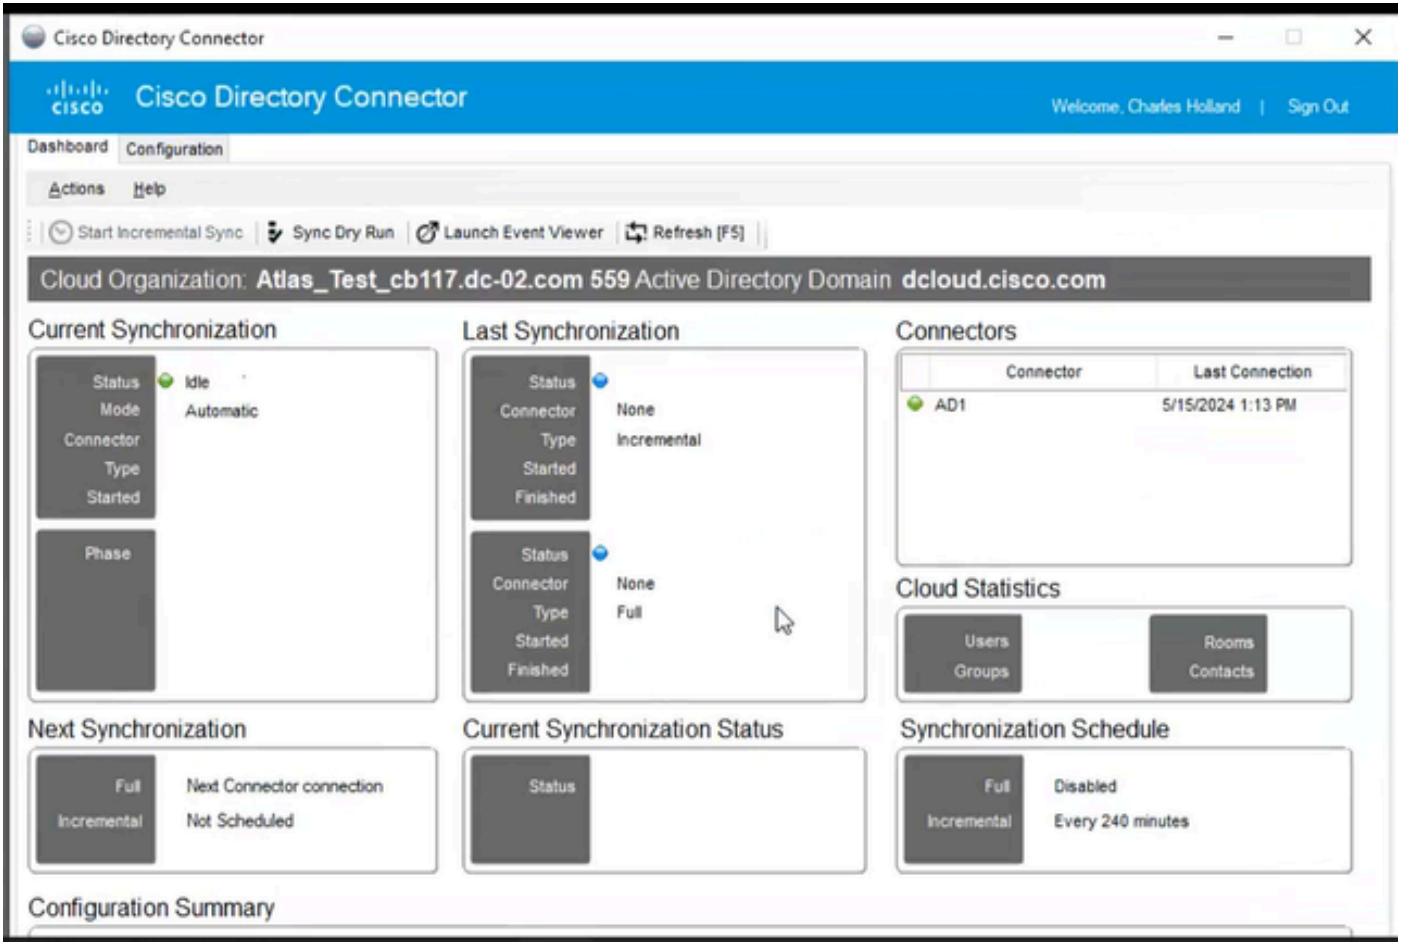 Cisco Directory Connector
CISCO Cisco Directory Connector
Welcome, Charles Holland | Sign Out
Dashboard Configuration
Actions Help
Start Incremental Sync Sync Dry Run Launch Event Viewer Refresh [F5]
Cloud Organization: Atlas_Test_cb117.dc-02.com 559 Active Directory Domain dcloud.cisco.com
Current Synchronization
Status Idle
Mode Automatic
Connector
Type
Started
Phase
Last Synchronization
Status
Connector None
Type Incremental
Started
Finished
Status
Connector None
Type Full
Started
Finished
Connectors
Connector Last Connection
AD1 5/15/2024 1:13 PM
Cloud Statistics
Users Rooms
Groups Contacts
Next Synchronization
Full Next Connector connection
Incremental Not Scheduled
Current Synchronization Status
Status
Synchronization Schedule
Full Disabled
Incremental Every 240 minutes
Configuration Summary